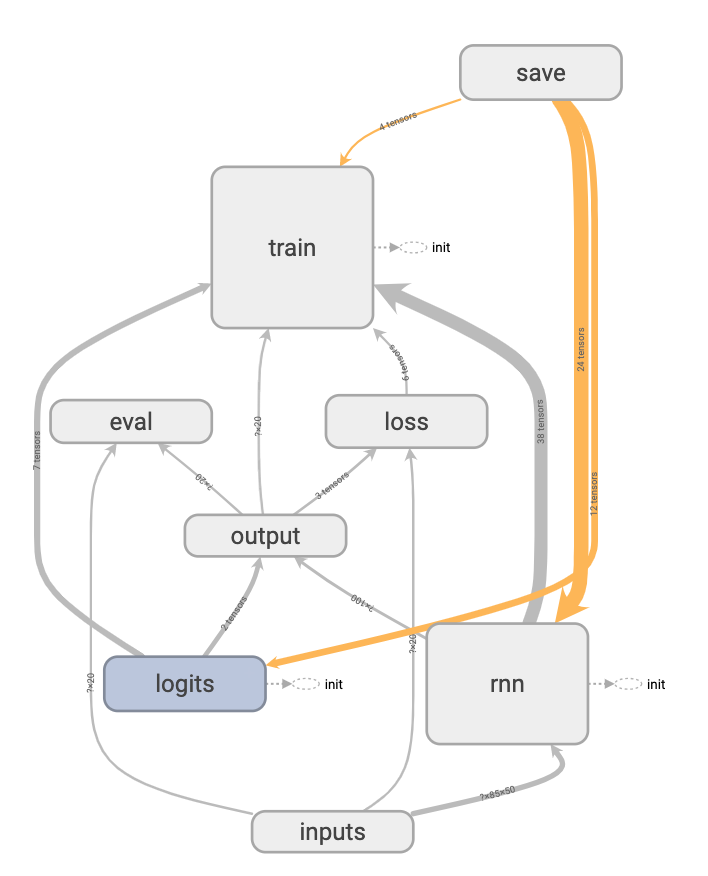 save
4 tensors
train
init
24 tensors
6 tensors
38 tensors
eval
loss
?×20
7 tensors
?×20
3 tensors
12 tensors
output
?×100
2 tensors
?×20
?×20
logits
init
rnn
init
?×85×50
inputs